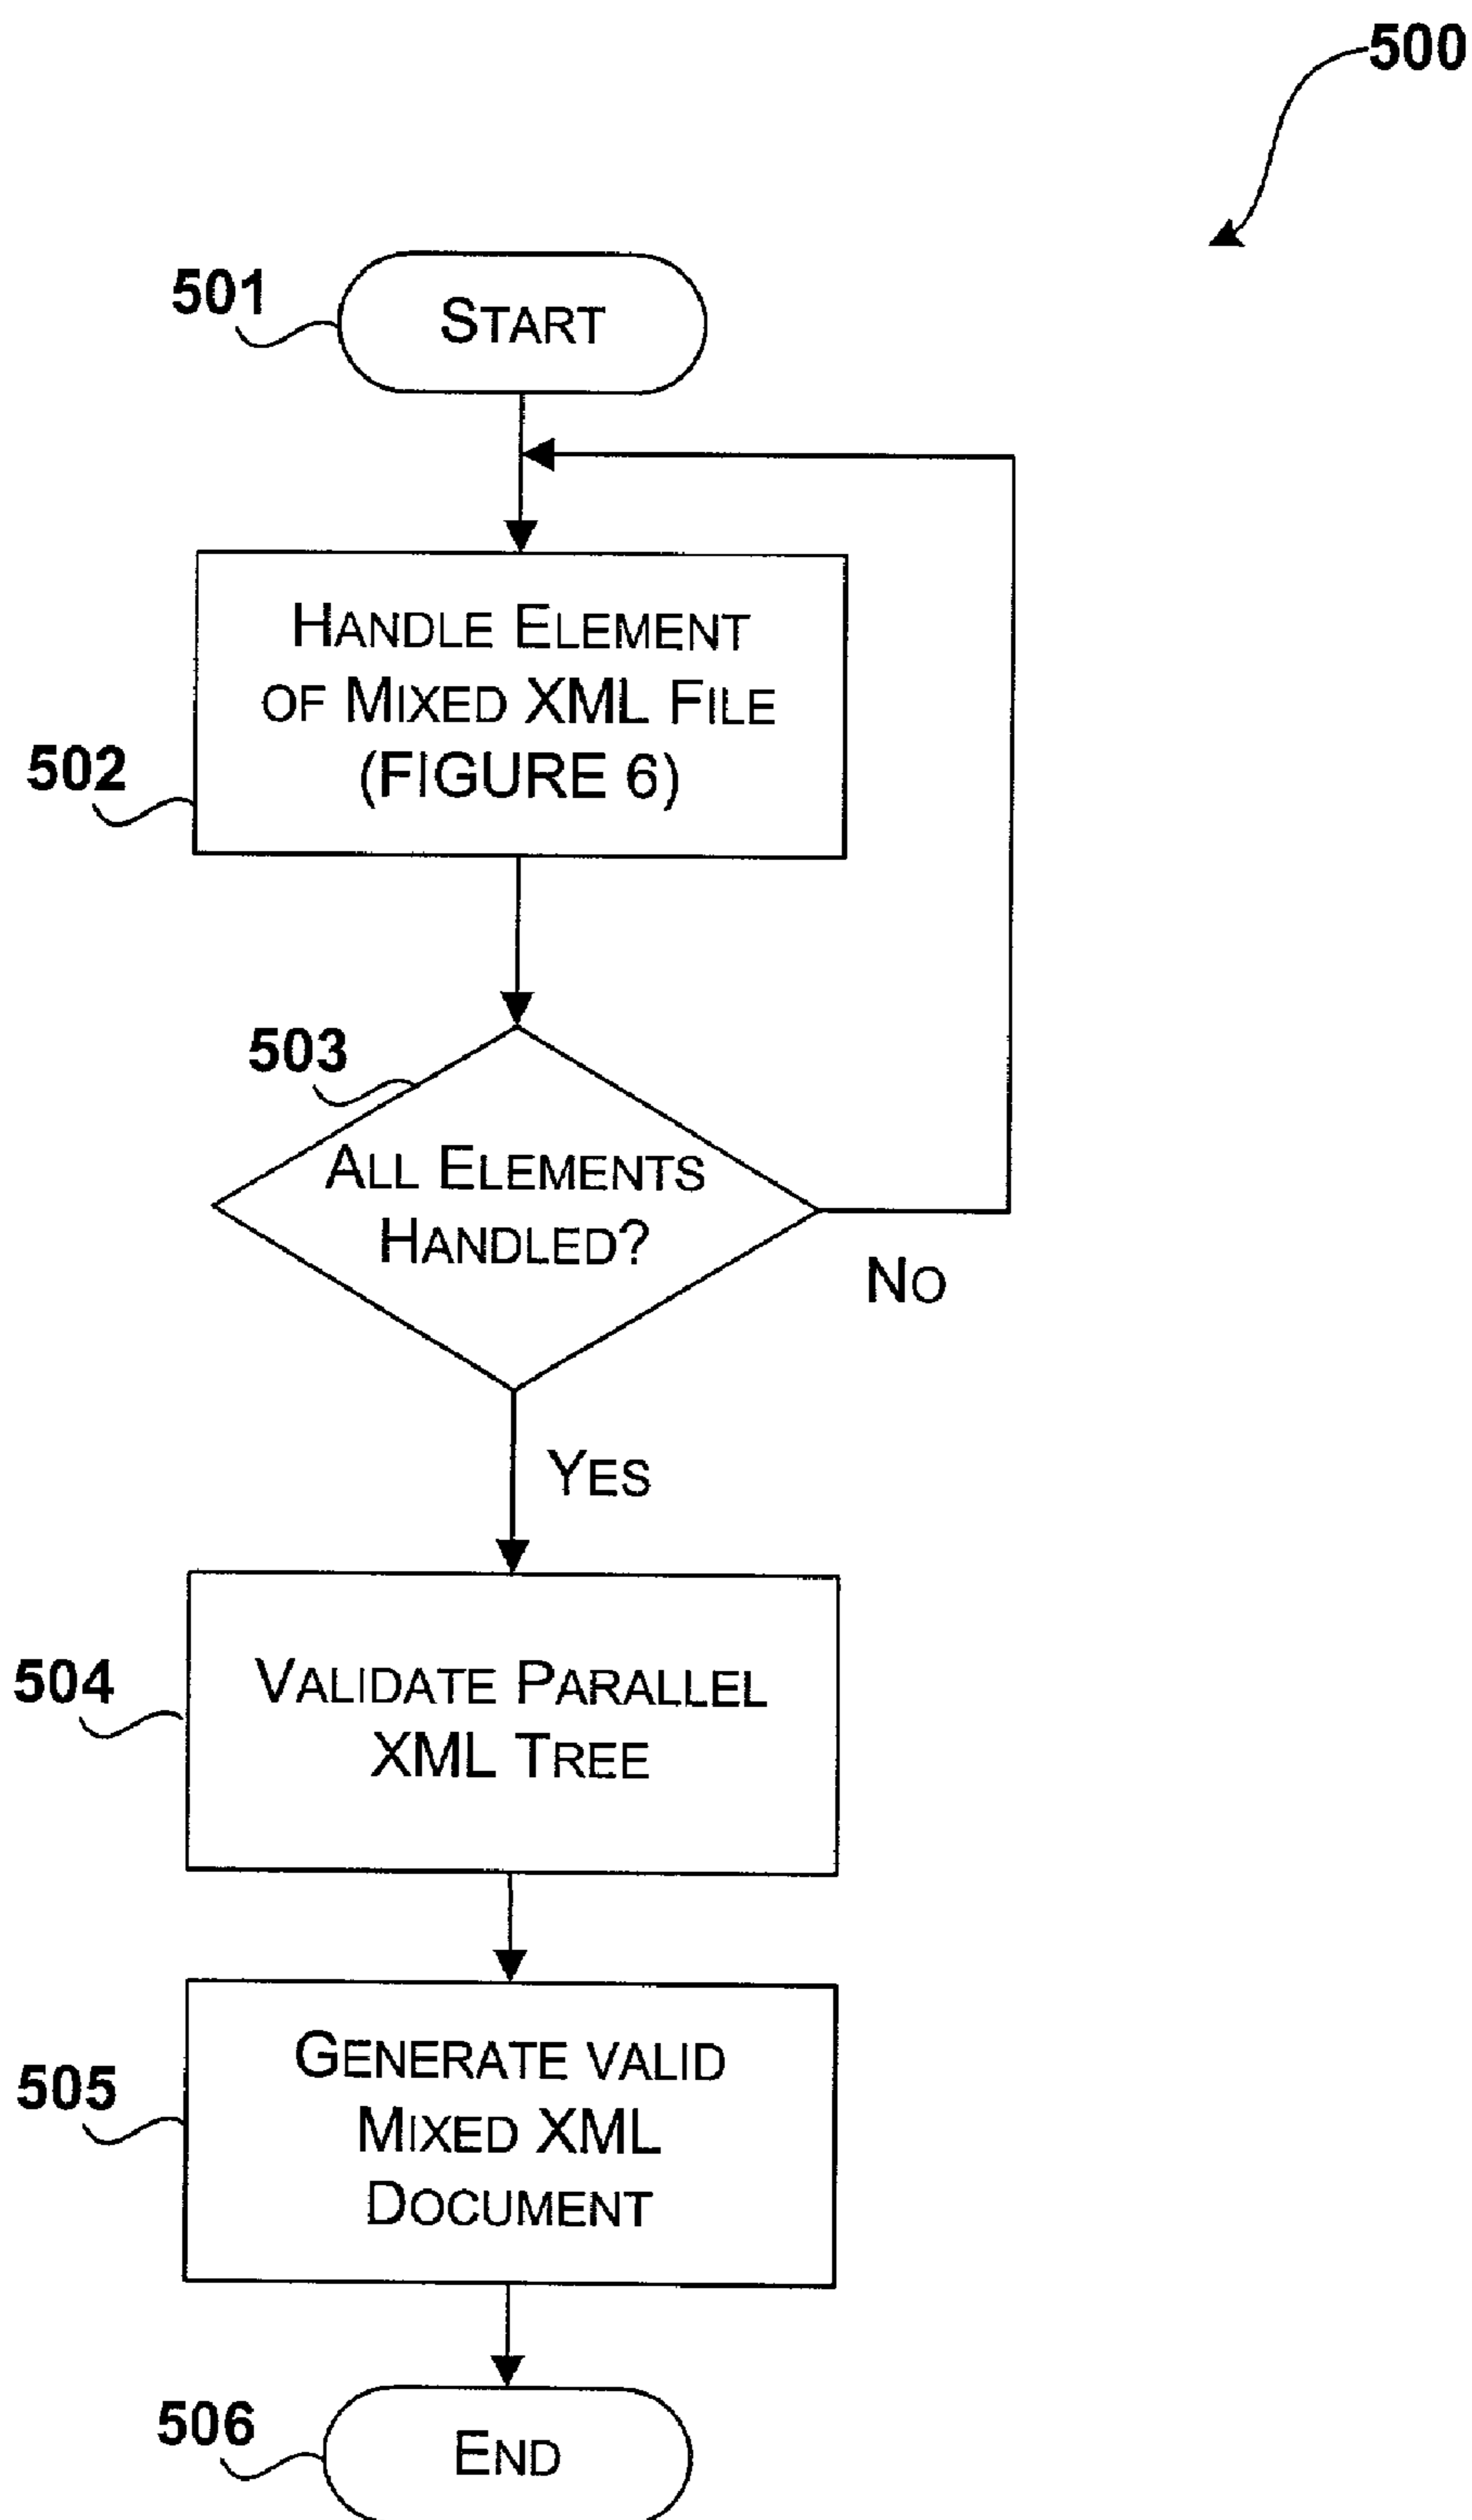 500
501
START
HANDLE ELEMENT
OF MIXED XML FILE
(FIGURE 6)
502
503
ALL ELEMENTS
HANDLED?
NO
YES
504
VALIDATE PARALLEL
XML TREE
505
GENERATE VALID
MIXED XML
DOCUMENT
506
END